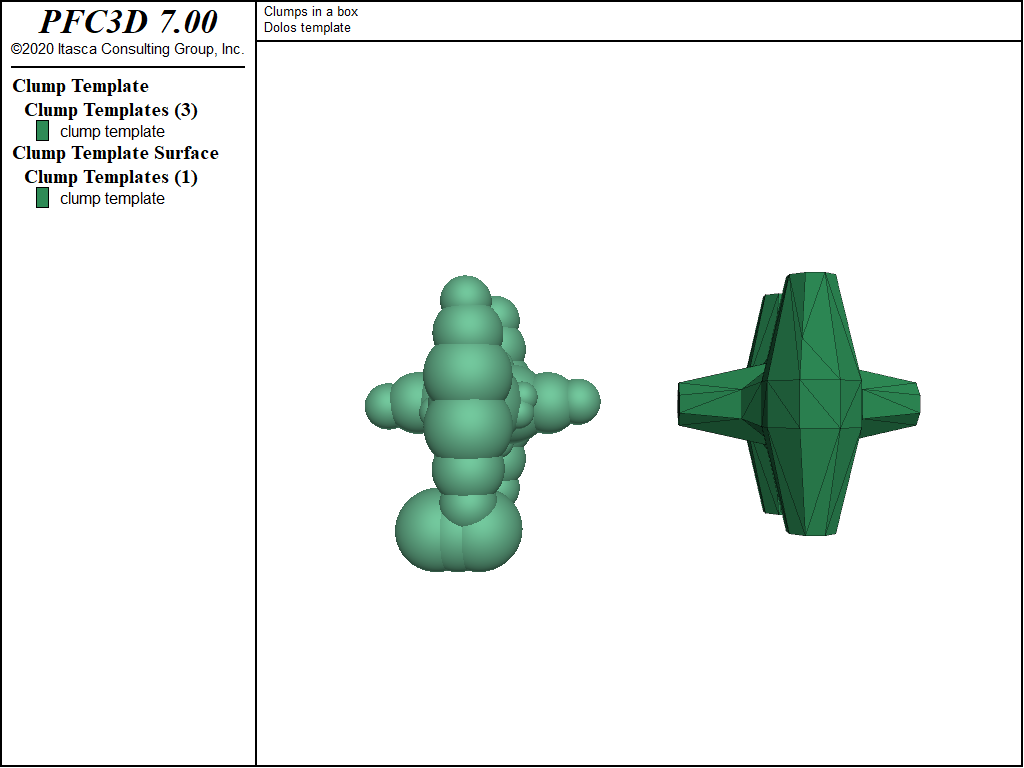 PFC3D 7.00
©2020 Itasca Consulting Group, Inc.
Clump Template
Clump Templates (3)
clump template
Clump Template Surface
Clump Templates (1)
clump template
Clumps in a box
Dolos template